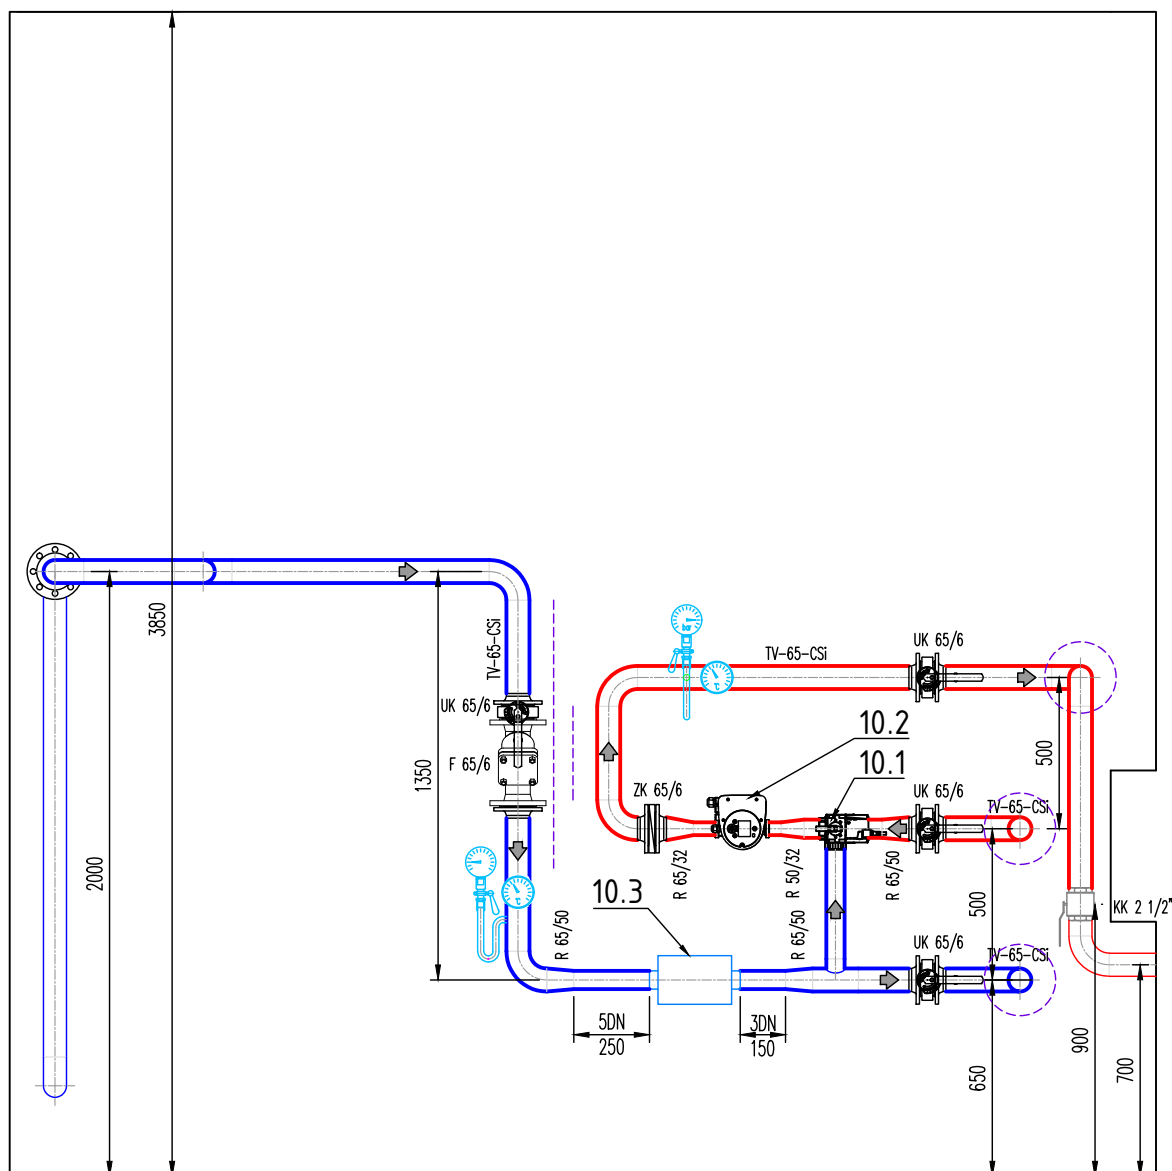 3850
TV-65-CSi
UK 65/6
TV-65-CSi
UK 65/6
F 65/6
10.2
10.1
500
1350
ZK 65/6
UK 65/6
TV-65-CSi
2000
R 65/32
R 50/32
R 65/50
10.3
500
KK 2 1/2"
R 65/50
R 65/50
UK 65/6
TV-65-CSi
5DN
250
3DN
150
900
650
700